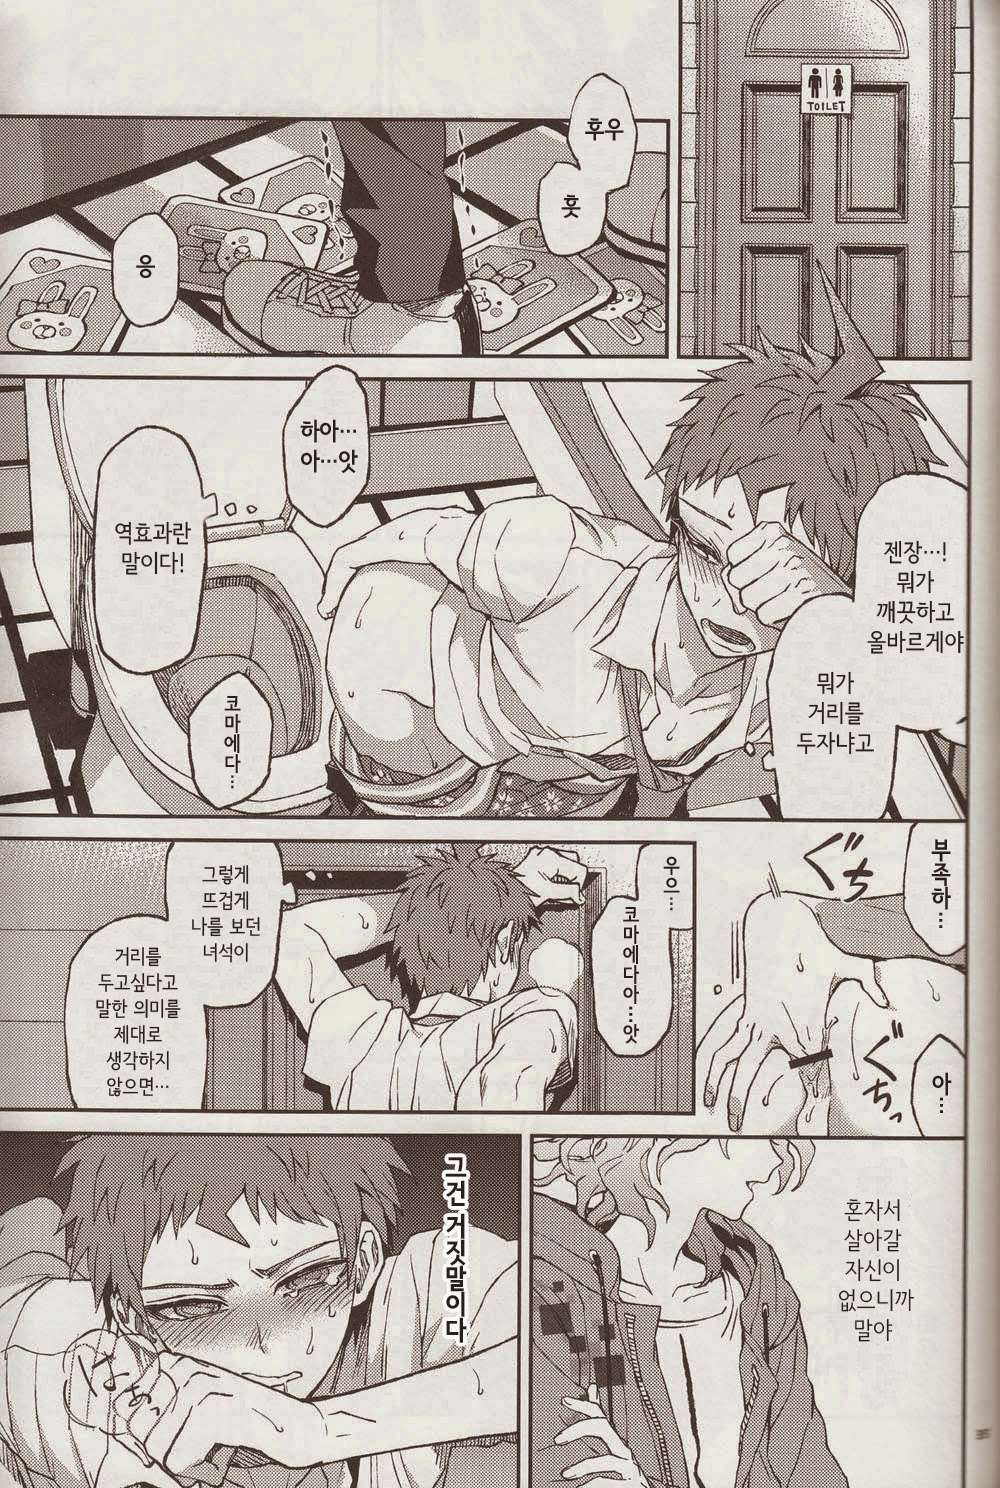 TOILET
후우
훗
응
젠장…!
뭐가
깨끗하고
올바르게야
뭐가
거리를
두자냐고
하아…
아…앗
역효과란
말이다!
코마에다…
부족하…
ぐち
ぐちっ
아…
우으…
코마에다아…앗
그렇게
뜨겁게
나를 보던
녀석이
거리를
두고싶다고
말한 의미를
제대로
생각하지
않으면…
혼자서
살아갈
자신이
없으니까
말야
그건 거짓말이다
はあっ